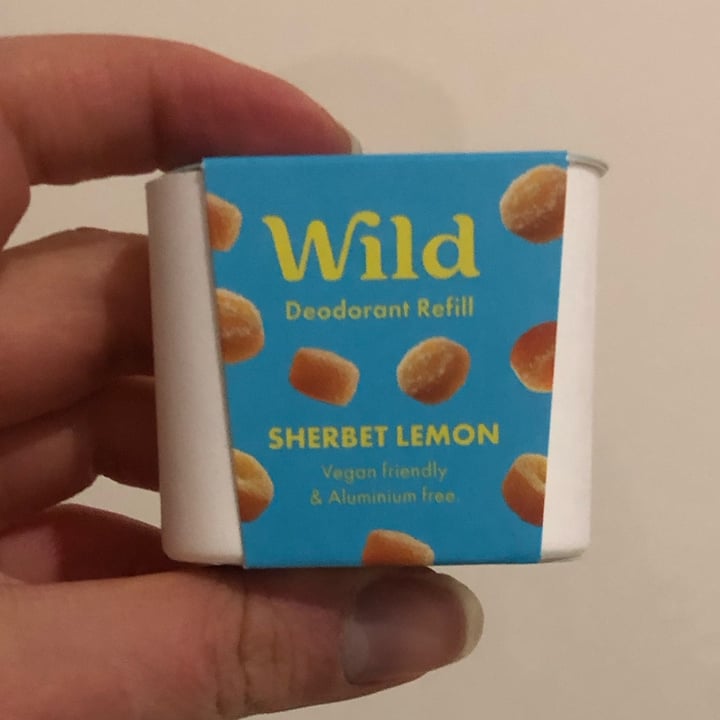 Wild
Deodorant Refill
SHERBET LEMON
Vegan friendly
& Aluminium free.